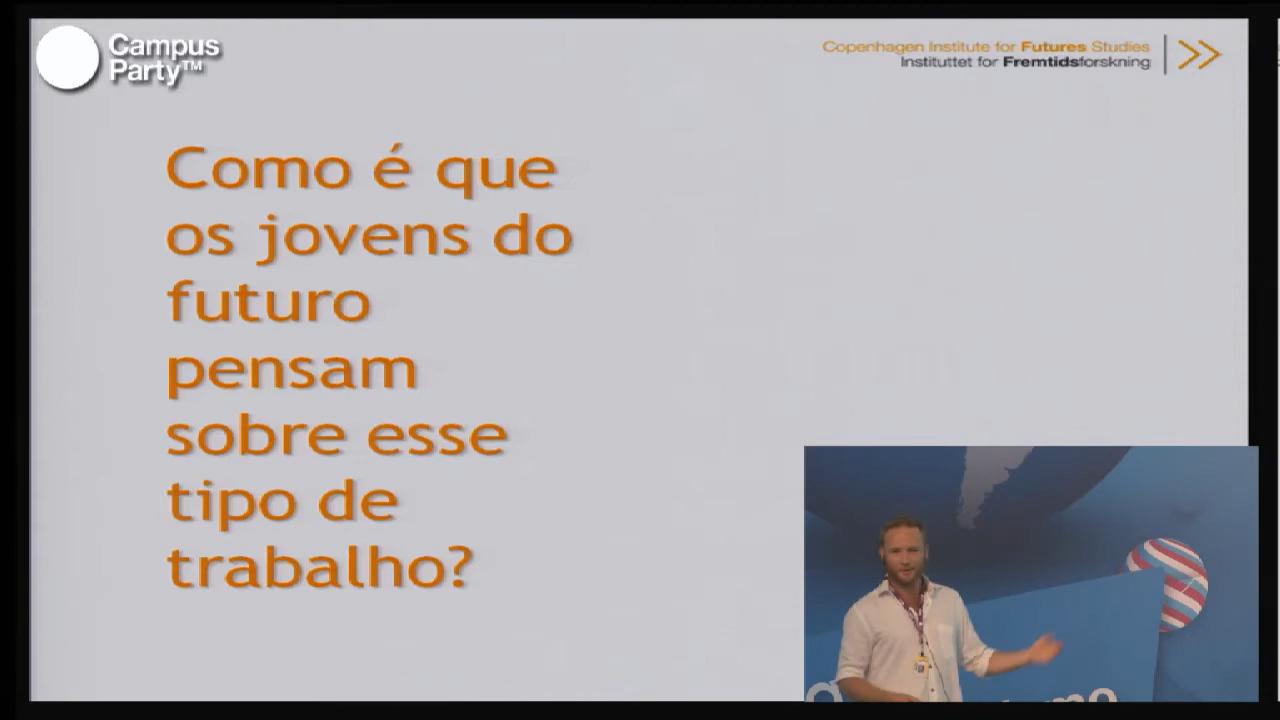 Campus
Party™
Copenhagen Institute for Futures Studies
Instituttet for Fremtidsforskning
Como é que
os jovens do
futuro
pensam
sobre esse
tipo de
trabalho?